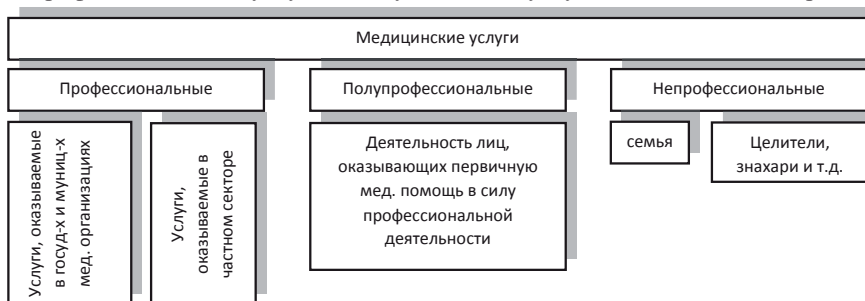 Медицинские услуги
Профессиональные
Полупрофессиональные
Непрофессиональные
Услуги, оказываемые
в госуд-х и муниц-х
мед. организациях
Услуги,
оказываемые в
частном секторе
Деятельность лиц,
оказывающих первичную
мед. помощь в силу
профессиональной
деятельности
семья
Целители,
знахари и т.д.